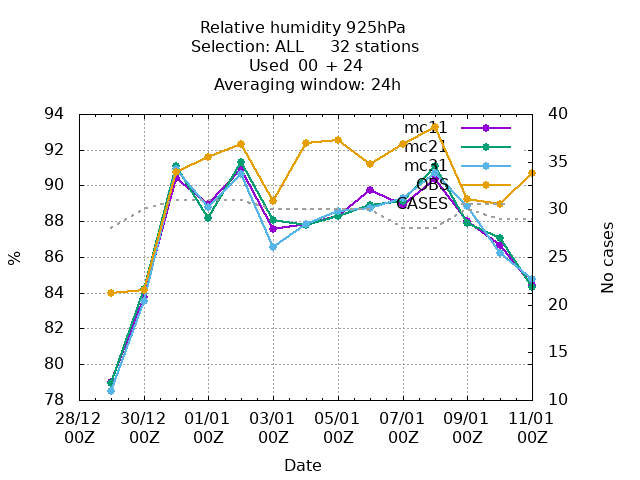 Relative humidity 925hPa
Selection: ALL 32 stations
Used 00 + 24
Averaging window: 24h
94 40
mc11
92 mc21
35
mc31
90 OBS
CASES 30
88
86 25
84
20
82
15
80
78 10
28/12 30/12 01/01 03/01 05/01 07/01 09/01 11/01
00Z 00Z 00Z 00Z 00Z 00Z 00Z 00Z
Date
%
No cases